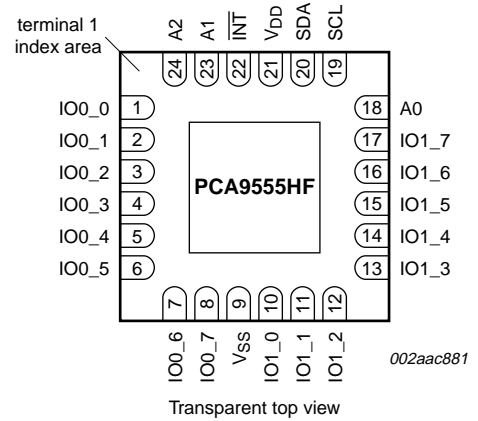 terminal 1
index area
A2
A1
INT
VDD
SDA
SCL
24
23
22
21
20
19
IO0_0 1
IO0_1 2
IO0_2 3
IO0_3 4
IO0_4 5
IO0_5 6
PCA9555HF
18 A0
17 IO1_7
16 IO1_6
15 IO1_5
14 IO1_4
13 IO1_3
7
8
9
10
11
12
IO0_6
IO0_7
VSS
IO1_0
IO1_1
IO1_2
002aac881
Transparent top view